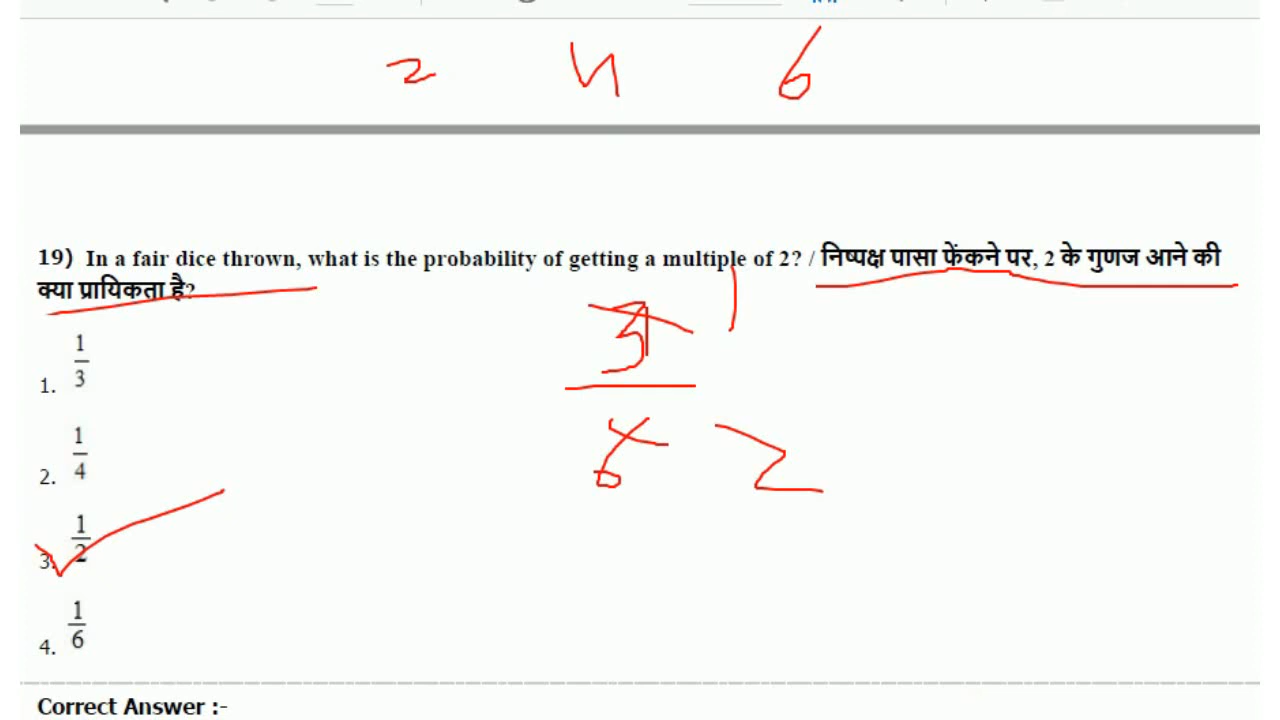 2 4 6
19) In a fair dice thrown, what is the probability of getting a multiple of 2? / निष्पक्ष पासा फेंकने पर, 2 के गुणज आने की
क्या प्रायिकता है?
3 1
6 2
1. 1/3
2. 1/4
3. 1/2
4. 1/6
Correct Answer :-